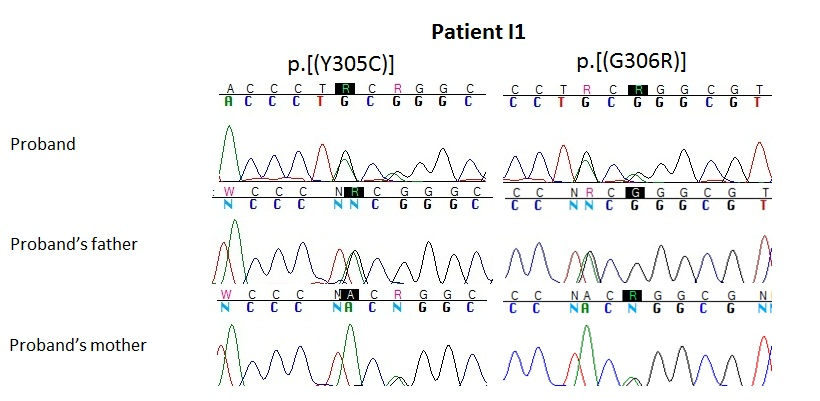 Patient I1
p.[(Y305C)] p.[(G306R)]
A C C C T R C R G G C C C T R C R G G C G T
A C C C T G C G G G C C C T G C G G G C G T
Proband
: W C C C N R C G G G C C C N R C G G G C G T
N C C C N N C G G G C C C N N C G G G C G T
Proband’s father
W C C C N A C R G G C C C N A C R G G C G N
N C C C N A C N G G C C C N A C N G G C G N
Proband’s mother